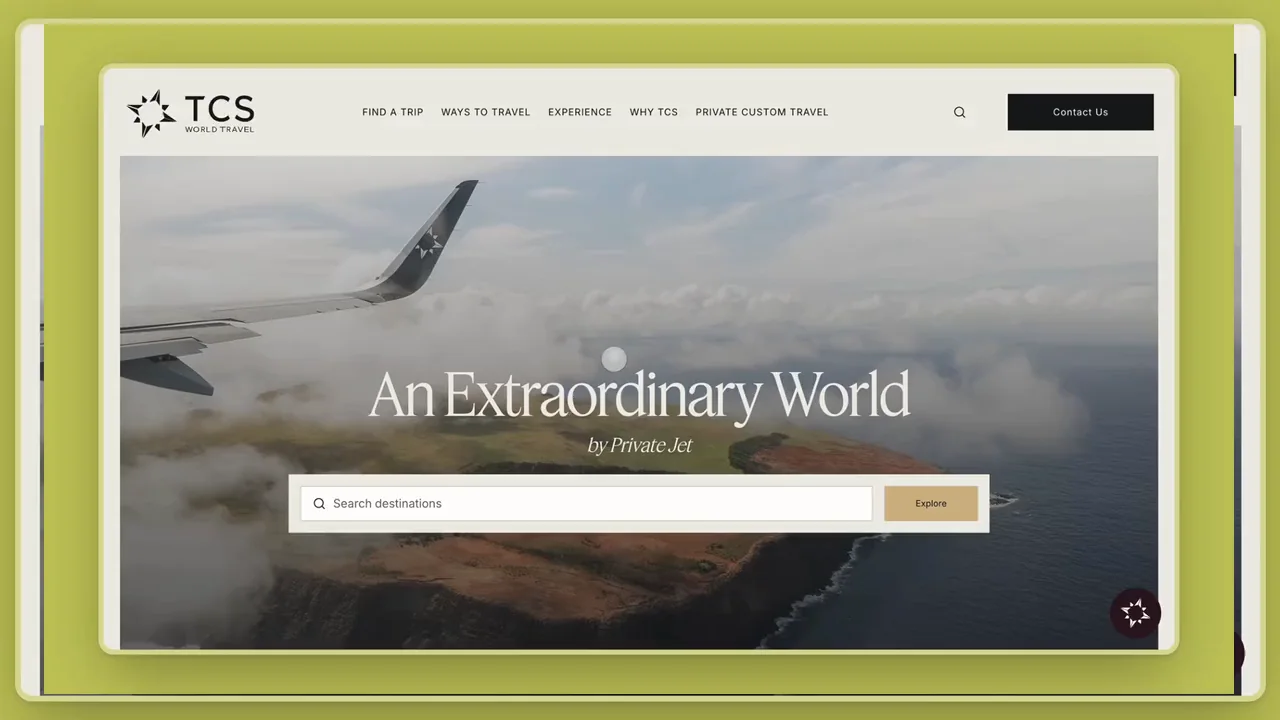 TCS
WORLD TRAVEL
FIND A TRIP WAYS TO TRAVEL EXPERIENCE WHY TCS PRIVATE CUSTOM TRAVEL
Contact Us
An Extraordinary World
by Private Jet
Search destinations
Explore